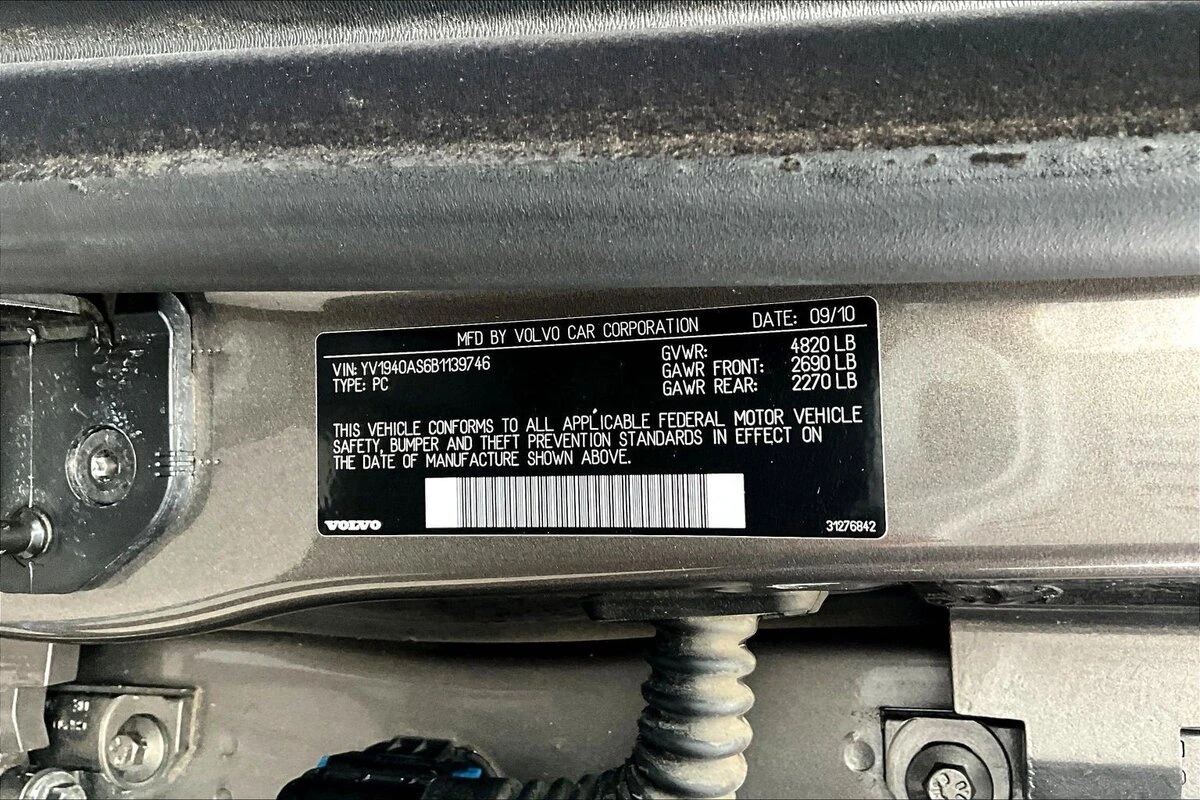 MFD BY VOLVO CAR CORPORATION DATE: 09/10
VIN: YV1940AS6B1139746
TYPE: PC
GVWR: 4820 LB
GAWR FRONT: 2690 LB
GAWR REAR: 2270 LB
THIS VEHICLE CONFORMS TO ALL APPLICABLE FEDERAL MOTOR VEHICLE
SAFETY, BUMPER AND THEFT PREVENTION STANDARDS IN EFFECT ON
THE DATE OF MANUFACTURE SHOWN ABOVE.
VOLVO 31276842